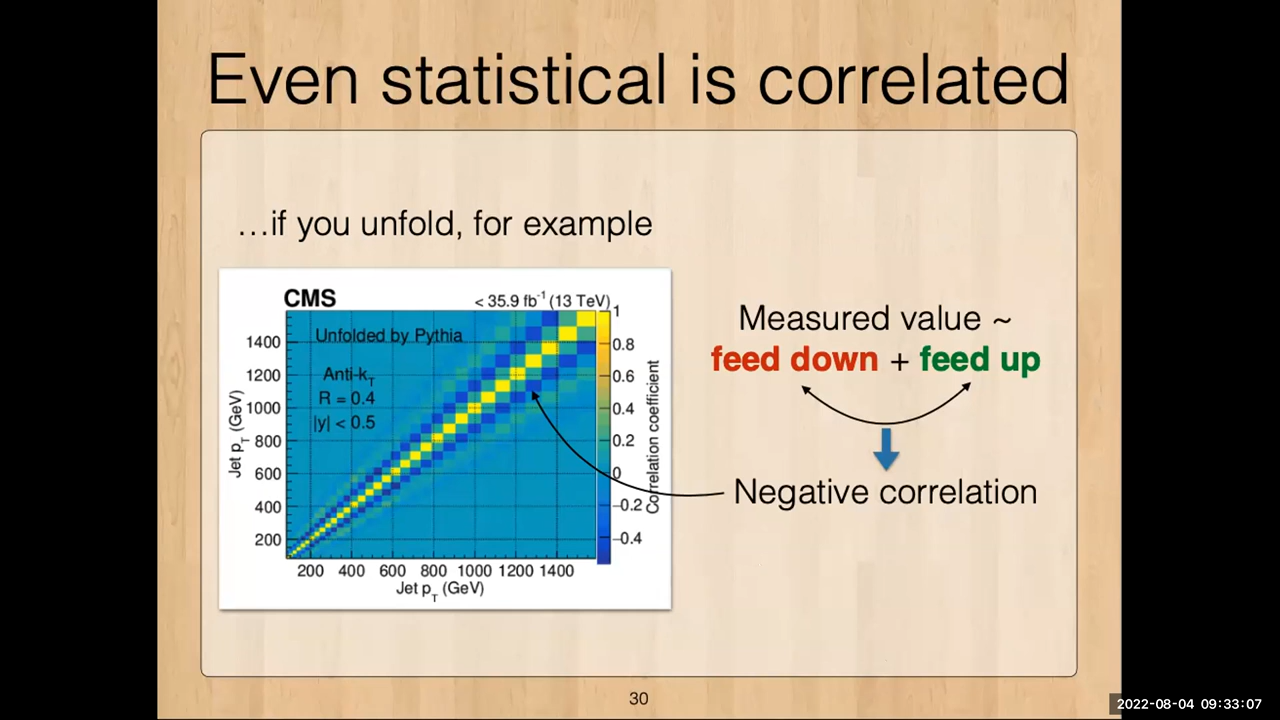 Even statistical is correlated
…if you unfold, for example
CMS
< 35.9 fb-1 (13 TeV)
Unfolded by Pythia
Anti-kT
R = 0.4
|y| < 0.5
Jet pT (GeV)
1400
1200
1000
800
600
400
200
200 400 600 800 1000 1200 1400
Jet pT (GeV)
1
0.8
0.6
0.4
0.2
0
−0.2
−0.4
Correlation coefficient
Measured value ~
feed down + feed up
Negative correlation
30
2022-08-04 09:33:07